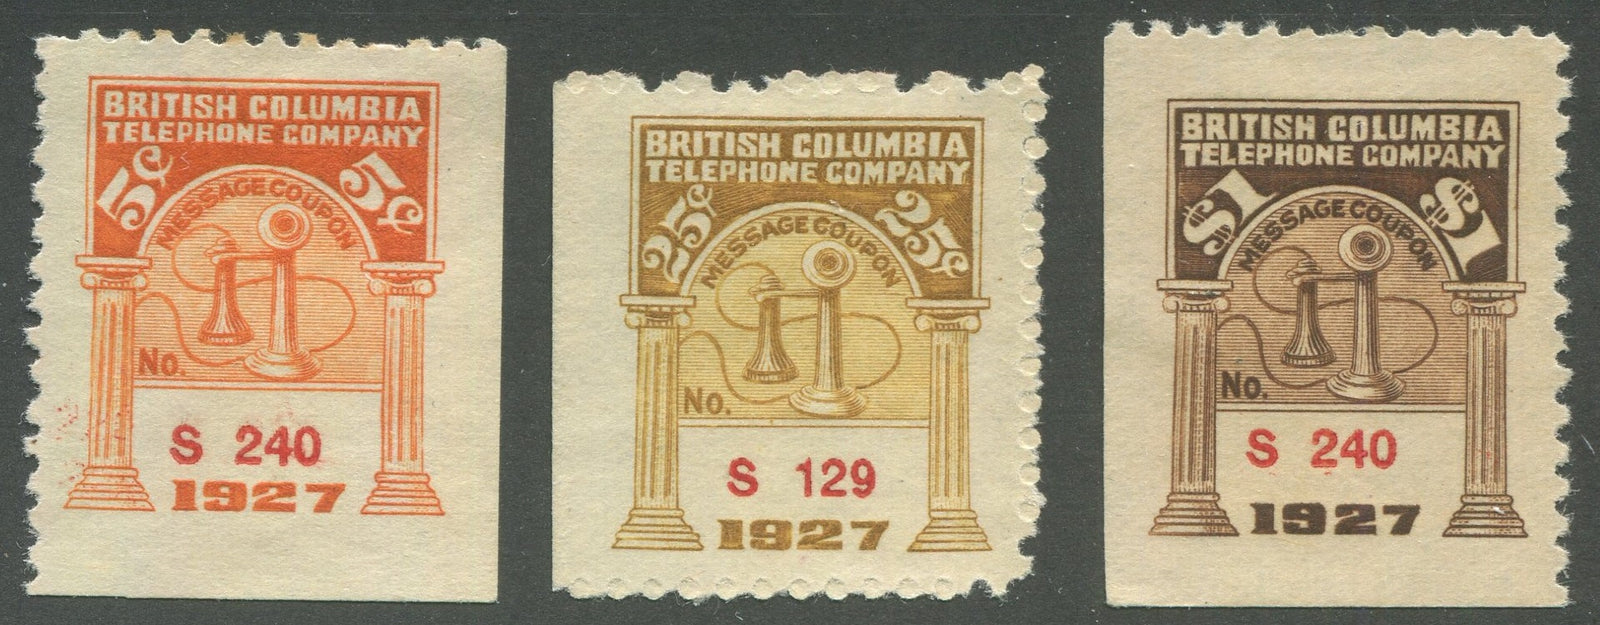 BRITISH COLUMBIA
TELEPHONE COMPANY
5¢ 5¢
MESSAGE COUPON
No.
S 240
1927
BRITISH COLUMBIA
TELEPHONE COMPANY
25¢ 25¢
MESSAGE COUPON
No.
S 129
1927
BRITISH COLUMBIA
TELEPHONE COMPANY
$1 $1
MESSAGE COUPON
No.
S 240
1927